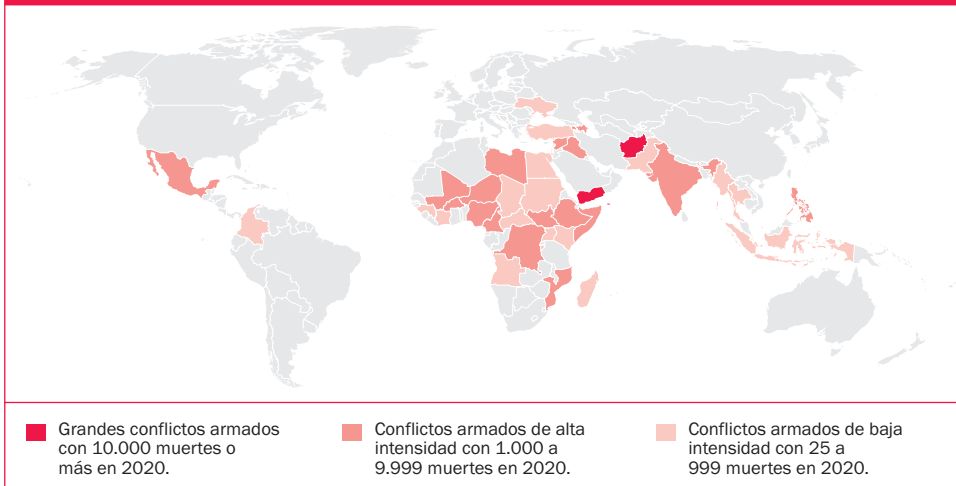 Grandes conflictos armados
con 10.000 muertes o
más en 2020.
Conflictos armados de alta
intensidad con 1.000 a
9.999 muertes en 2020.
Conflictos armados de baja
intensidad con 25 a
999 muertes en 2020.